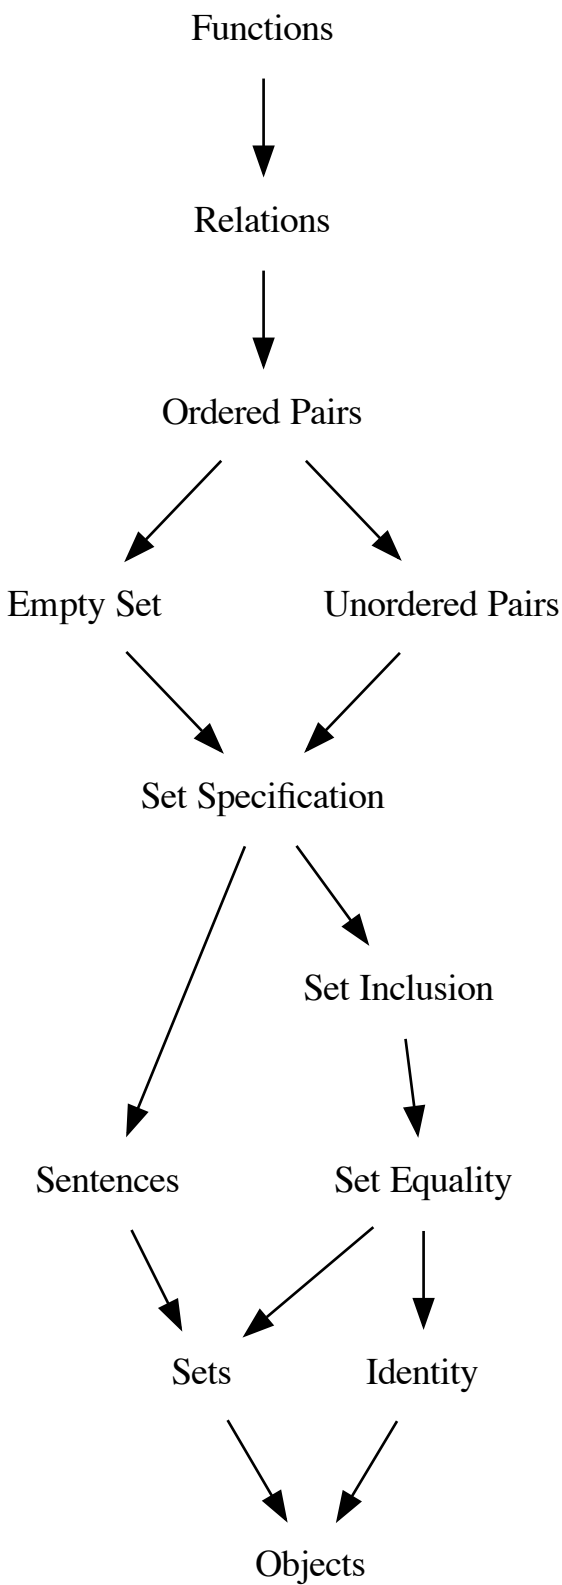 Functions
Relations
Ordered Pairs
Empty Set
Unordered Pairs
Set Specification
Set Inclusion
Sentences
Set Equality
Sets
Identity
Objects